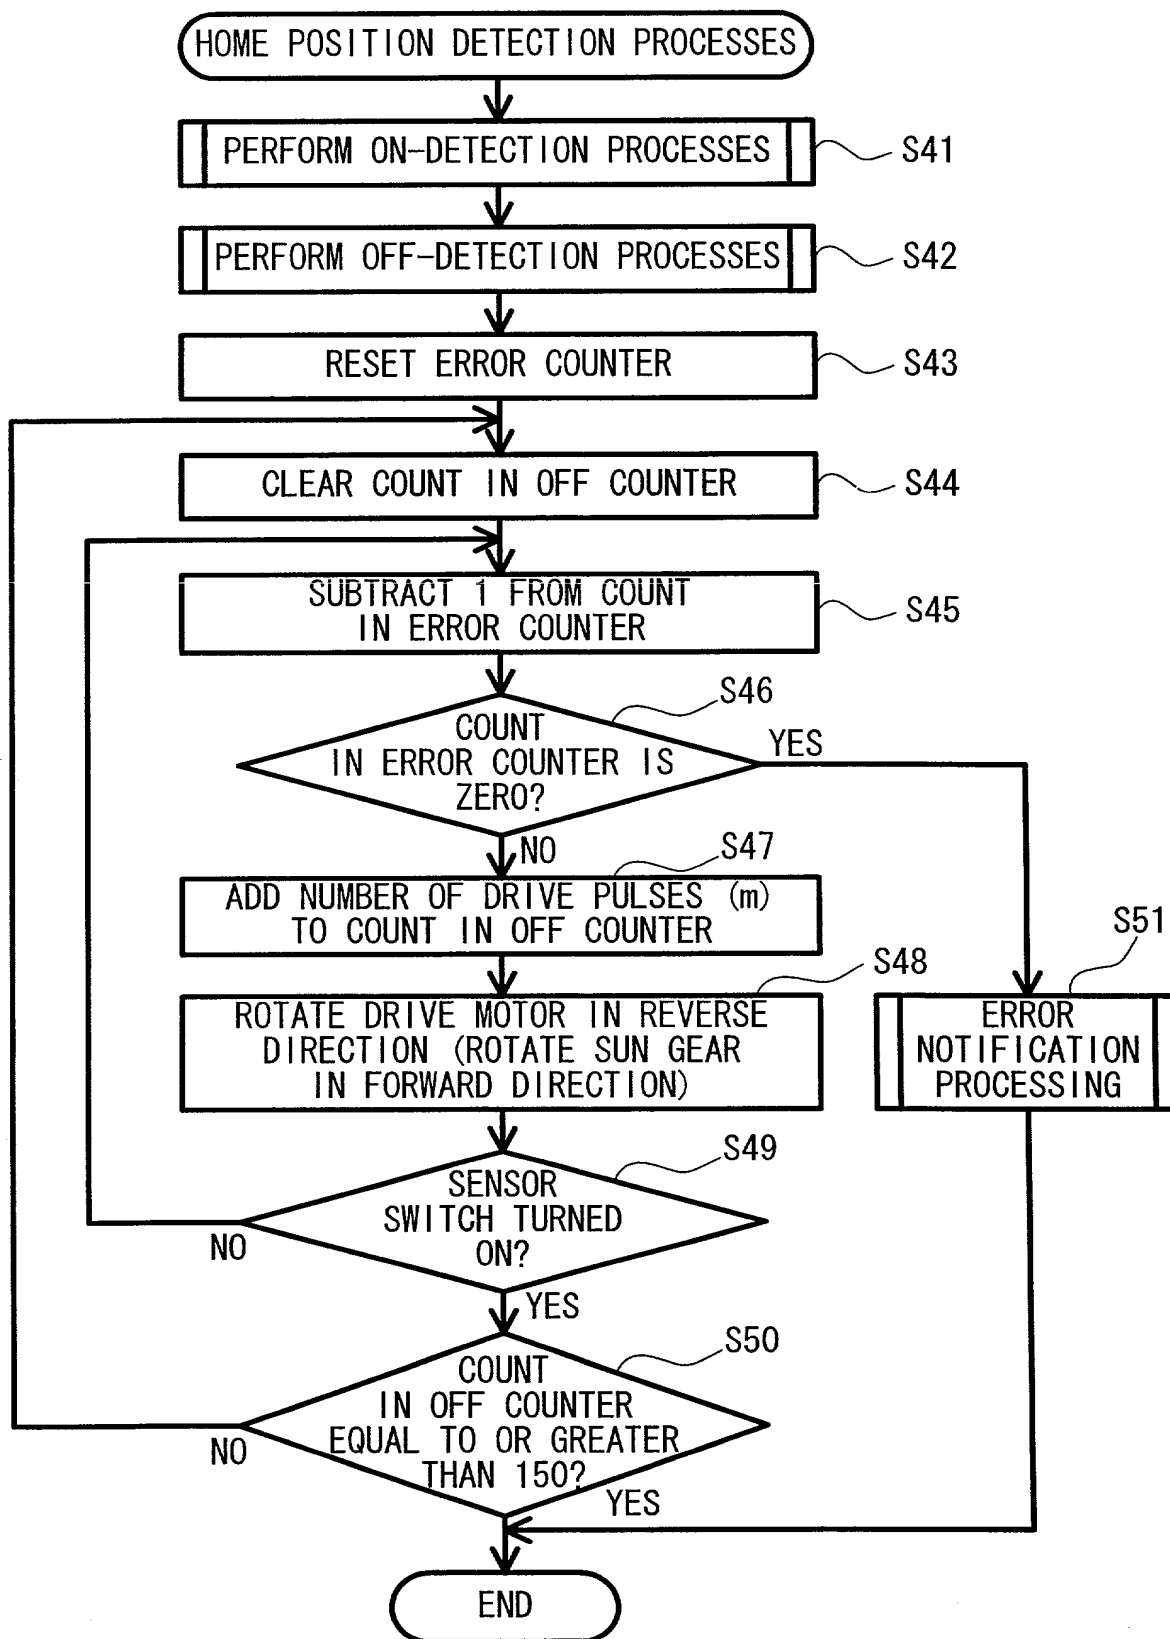 HOME POSITION DETECTION PROCESSES
PERFORM ON-DETECTION PROCESSES
S41
PERFORM OFF-DETECTION PROCESSES
S42
RESET ERROR COUNTER
S43
CLEAR COUNT IN OFF COUNTER
S44
SUBTRACT 1 FROM COUNT
IN ERROR COUNTER
S45
S46
COUNT
IN ERROR COUNTER IS
ZERO?
YES
NO
S47
ADD NUMBER OF DRIVE PULSES (m)
TO COUNT IN OFF COUNTER
S48
ROTATE DRIVE MOTOR IN REVERSE
DIRECTION (ROTATE SUN GEAR
IN FORWARD DIRECTION)
S51
ERROR
NOTIFICATION
PROCESSING
S49
SENSOR
SWITCH TURNED
ON?
NO
YES
S50
COUNT
IN OFF COUNTER
EQUAL TO OR GREATER
THAN 150?
NO
YES
END